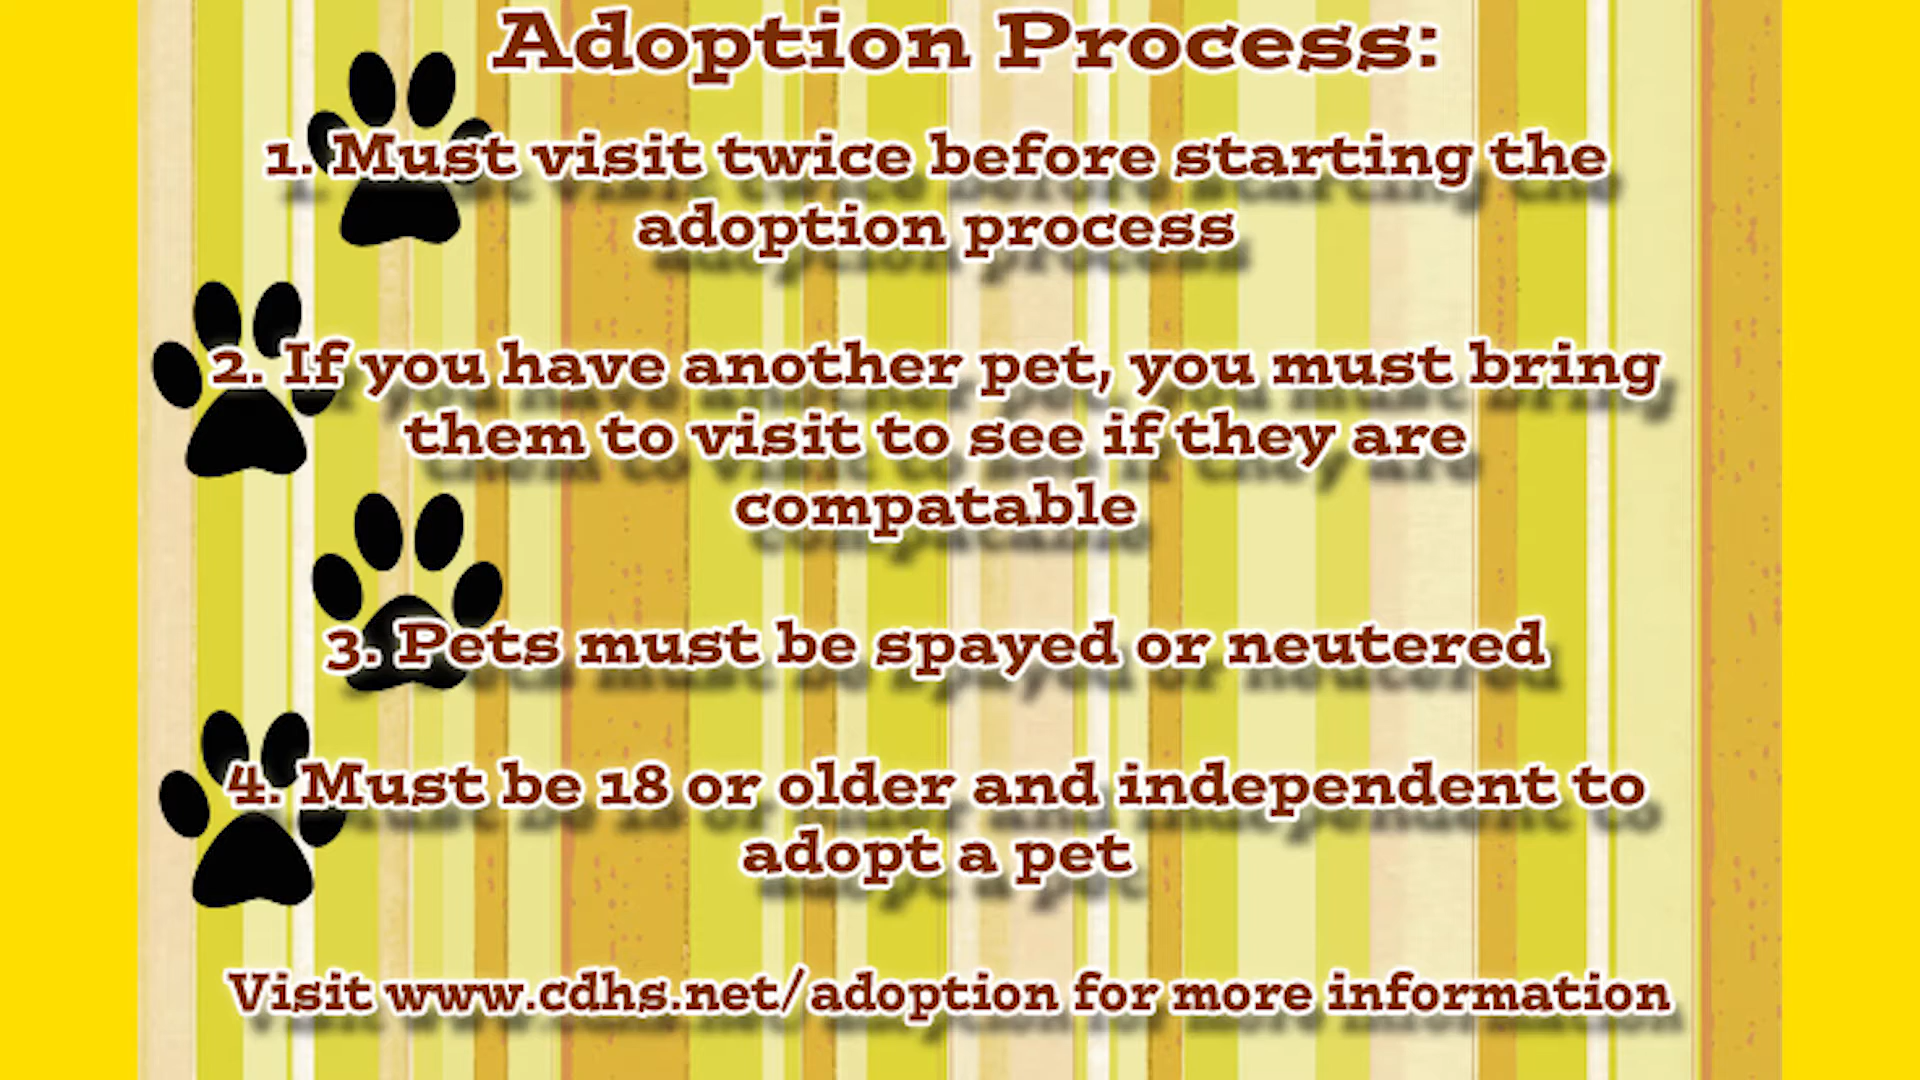 Adoption Process:
1. Must visit twice before starting the
adoption process
2. If you have another pet, you must bring
them to visit to see if they are
compatable
3. Pets must be spayed or neutered
4. Must be 18 or older and independent to
adopt a pet
Visit www.cdhs.net/adoption for more information